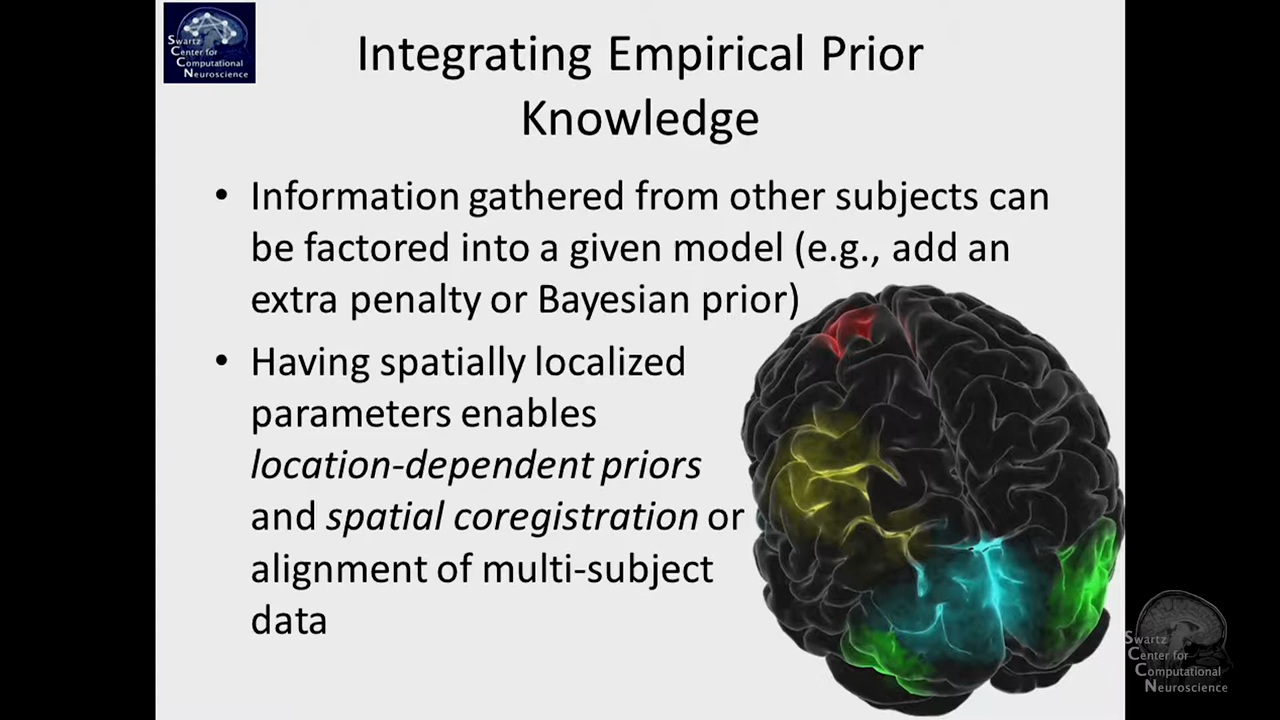 Swartz
Center for
Computational
Neuroscience
Integrating Empirical Prior
Knowledge
• Information gathered from other subjects can
be factored into a given model (e.g., add an
extra penalty or Bayesian prior)
• Having spatially localized
parameters enables
location-dependent priors
and spatial coregistration or
alignment of multi-subject
data
Swartz
Center for
Computational
Neuroscience